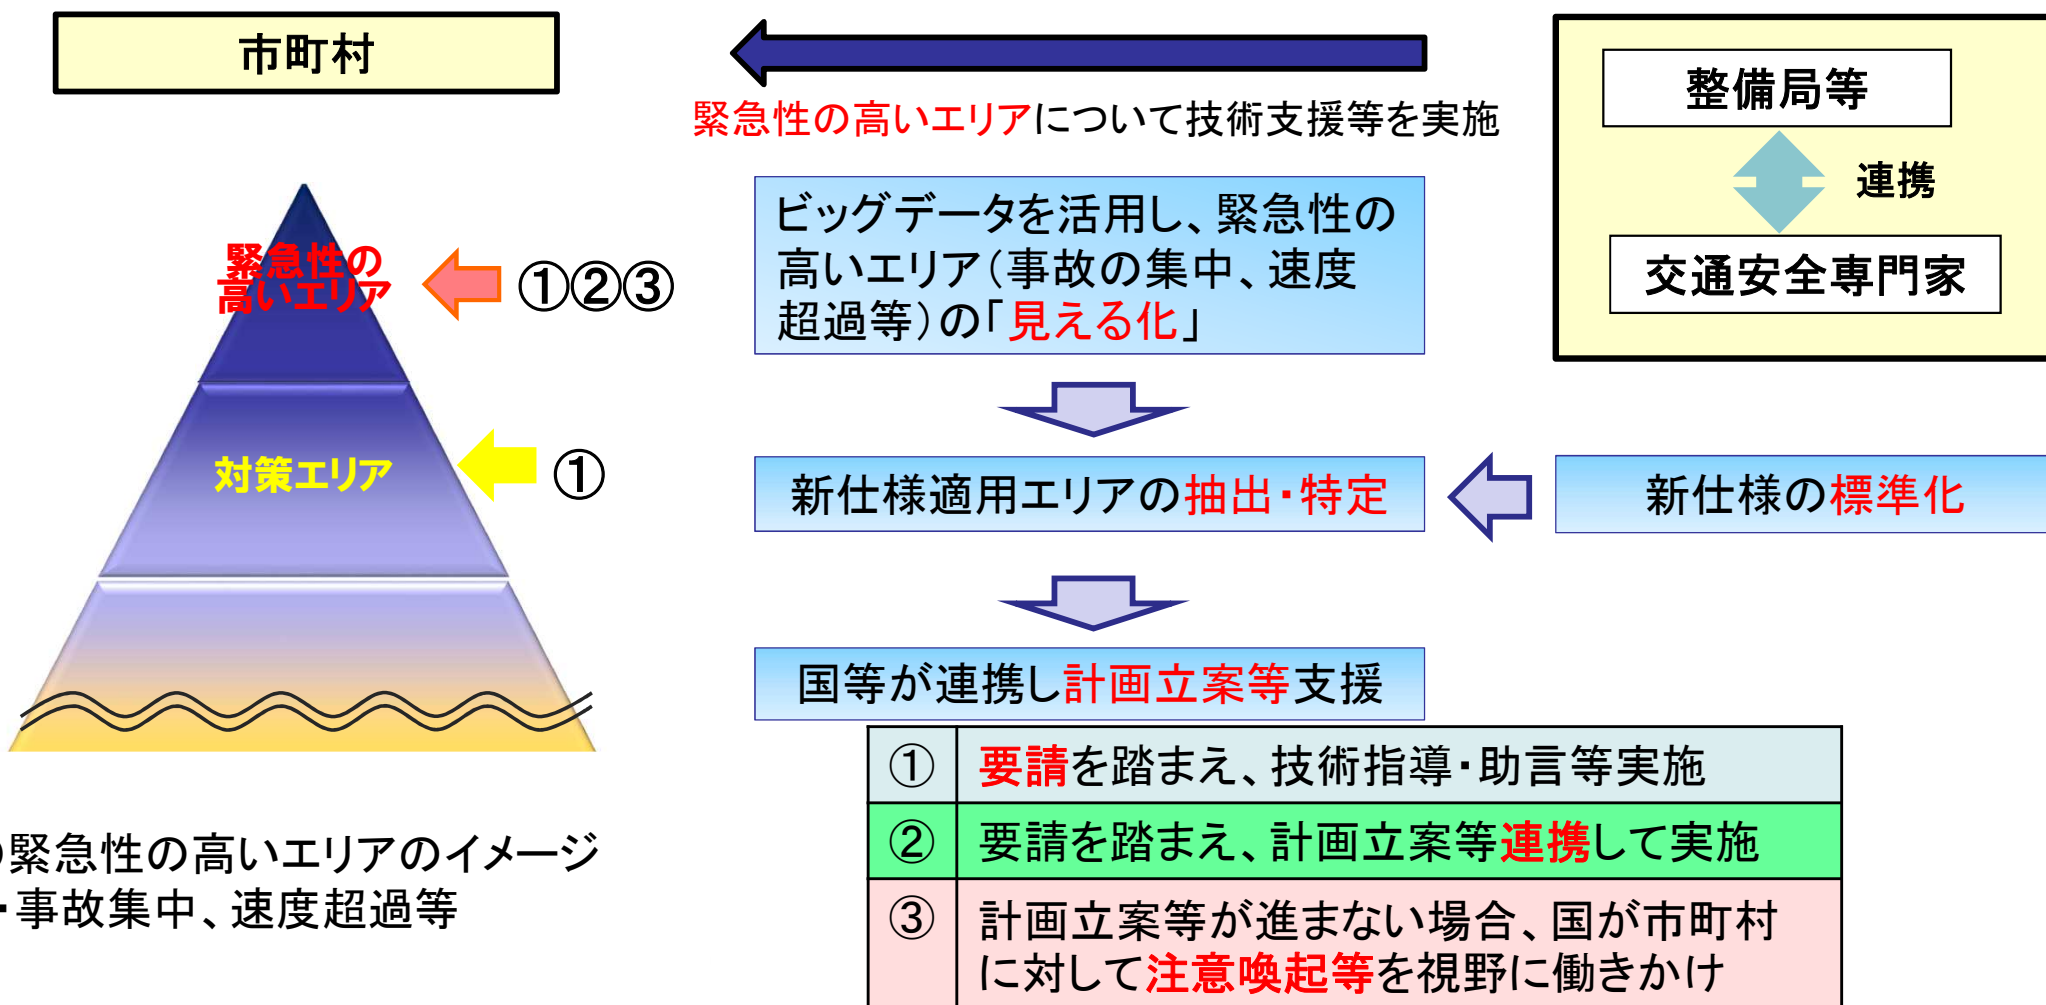 市町村
緊急性の高いエリアについて技術支援等を実施
整備局等
連携
交通安全専門家
緊急性の
高いエリア
①②③
対策エリア
①
ビッグデータを活用し、緊急性の
高いエリア(事故の集中、速度
超過等)の「見える化」
新仕様適用エリアの抽出・特定
新仕様の標準化
国等が連携し計画立案等支援
① 要請を踏まえ、技術指導・助言等実施
② 要請を踏まえ、計画立案等連携して実施
③ 計画立案等が進まない場合、国が市町村
に対して注意喚起等を視野に働きかけ
緊急性の高いエリアのイメージ
・事故集中、速度超過等